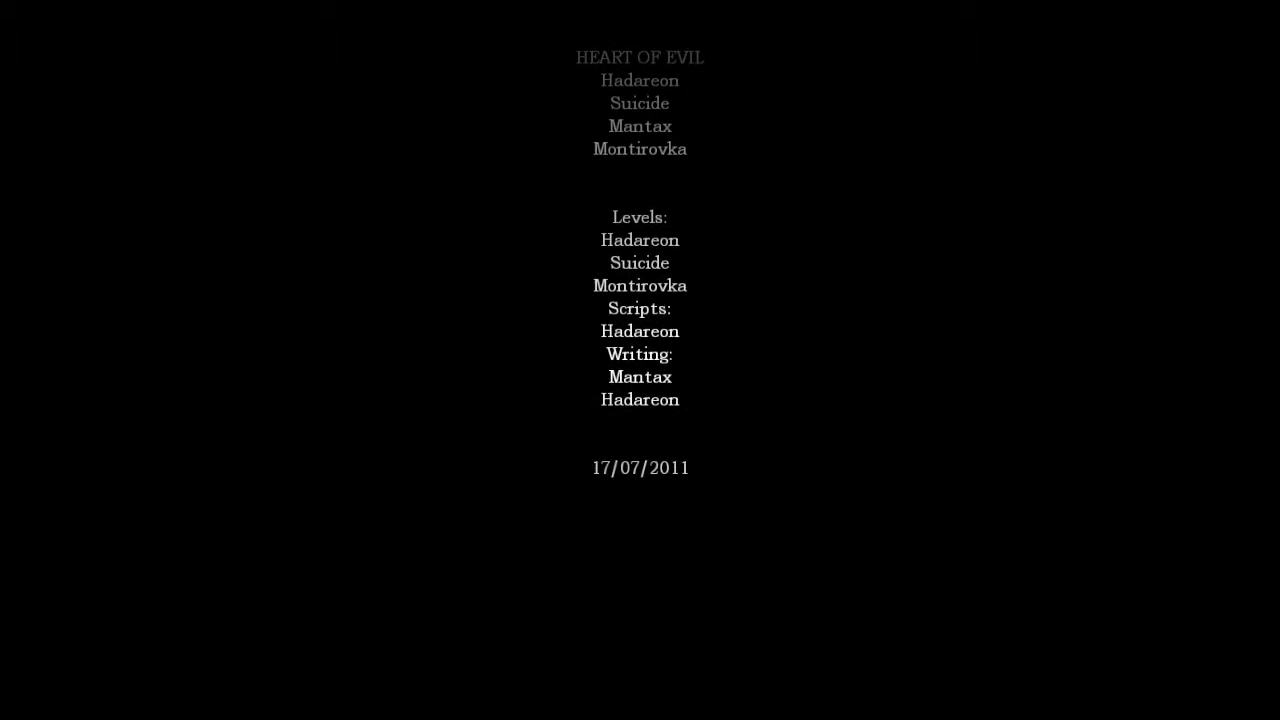 HEART OF EVIL
Hadareon
Suicide
Mantax
Montirovka
Levels:
Hadareon
Suicide
Montirovka
Scripts:
Hadareon
Writing:
Mantax
Hadareon
17/07/2011